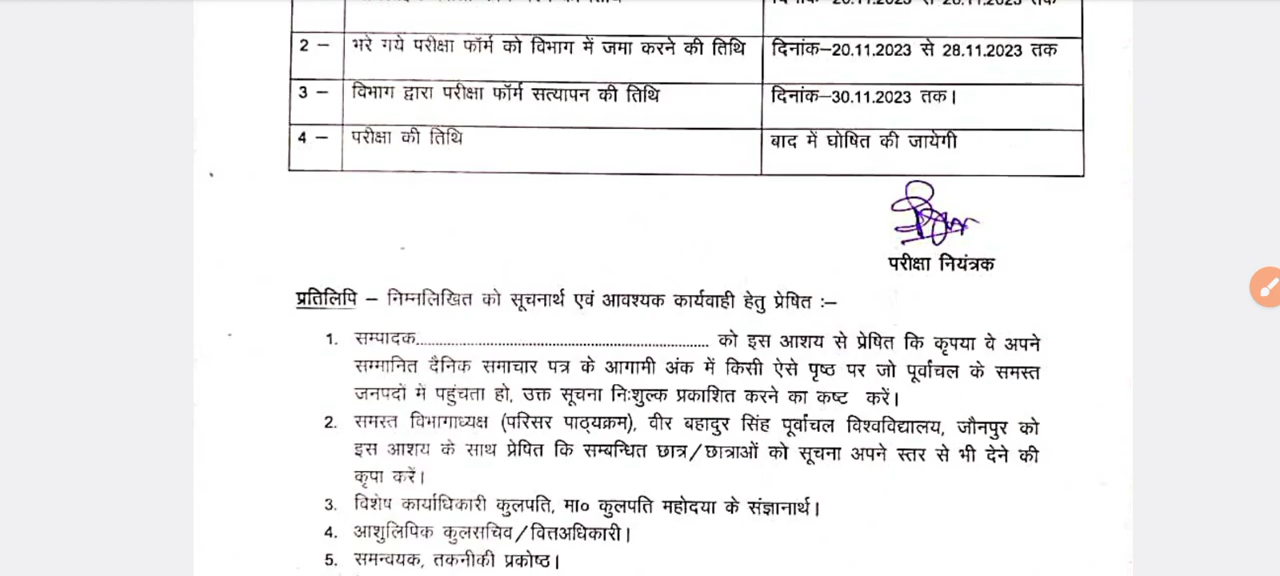 2 – भरे गये परीक्षा फॉर्म को विभाग में जमा करने की तिथि दिनांक–20.11.2023 से 28.11.2023 तक
3 – विभाग द्वारा परीक्षा फॉर्म सत्यापन की तिथि दिनांक–30.11.2023 तक।
4 – परीक्षा की तिथि बाद में घोषित की जायेगी
परीक्षा नियंत्रक
प्रतिलिपि – निम्नलिखित को सूचनार्थ एवं आवश्यक कार्यवाही हेतु प्रेषित :–
1. सम्पादक...................................................................... को इस आशय से प्रेषित कि कृपया वे अपने
सम्मानित दैनिक समाचार पत्र के आगामी अंक में किसी ऐसे पृष्ठ पर जो पूर्वांचल के समस्त
जनपदों में पहुंचता हो, उक्त सूचना निःशुल्क प्रकाशित करने का कष्ट करें।
2. समस्त विभागाध्यक्ष (परिसर पाठ्यक्रम), वीर बहादुर सिंह पूर्वांचल विश्वविद्यालय, जौनपुर को
इस आशय के साथ प्रेषित कि सम्बन्धित छात्र/छात्राओं को सूचना अपने स्तर से भी देने की
कृपा करें।
3. विशेष कार्याधिकारी कुलपति, मा० कुलपति महोदया के संज्ञानार्थ।
4. आशुलिपिक कुलसचिव/वित्तअधिकारी।
5. समन्वयक, तकनीकी प्रकोष्ठ।